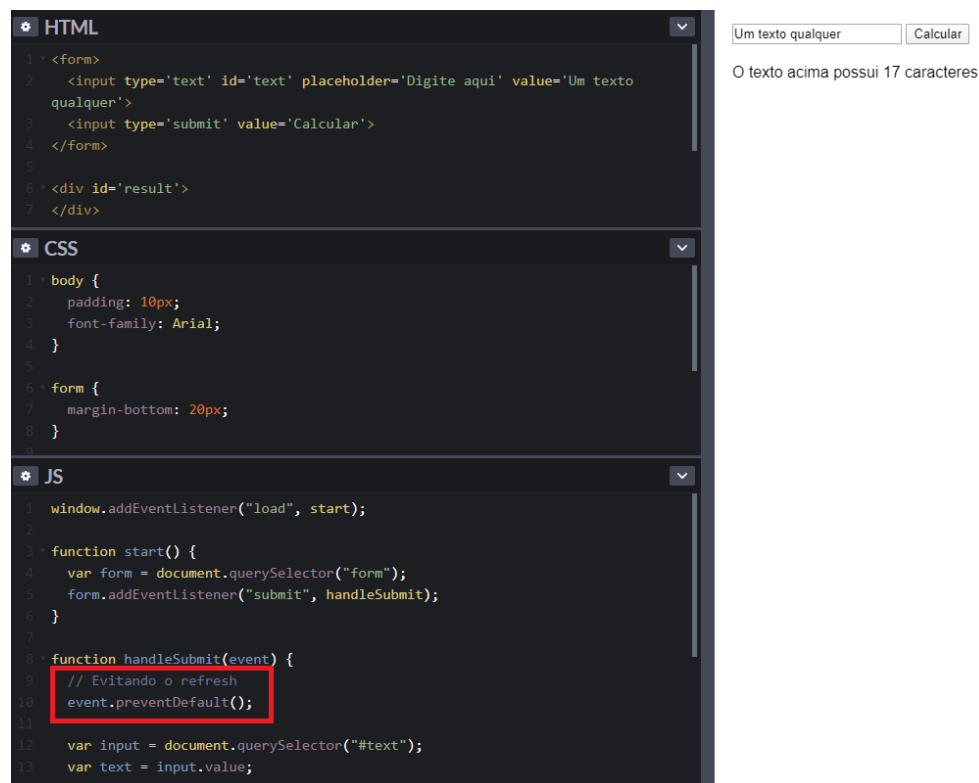 HTML
1 <form>
2 <input type='text' id='text' placeholder='Digite aqui' value='Um texto
qualquer'>
3 <input type='submit' value='Calcular'>
4 </form>
5
6 <div id='result'>
7 </div>
CSS
1 body {
2 padding: 10px;
3 font-family: Arial;
4 }
5
6 form {
7 margin-bottom: 20px;
8 }
9
JS
1 window.addEventListener("load", start);
2
3 function start() {
4 var form = document.querySelector("form");
5 form.addEventListener("submit", handleSubmit);
6 }
7
8 function handleSubmit(event) {
9 // Evitando o refresh
10 event.preventDefault();
11
12 var input = document.querySelector("#text");
13 var text = input.value;
Um texto qualquer Calcular
O texto acima possui 17 caracteres